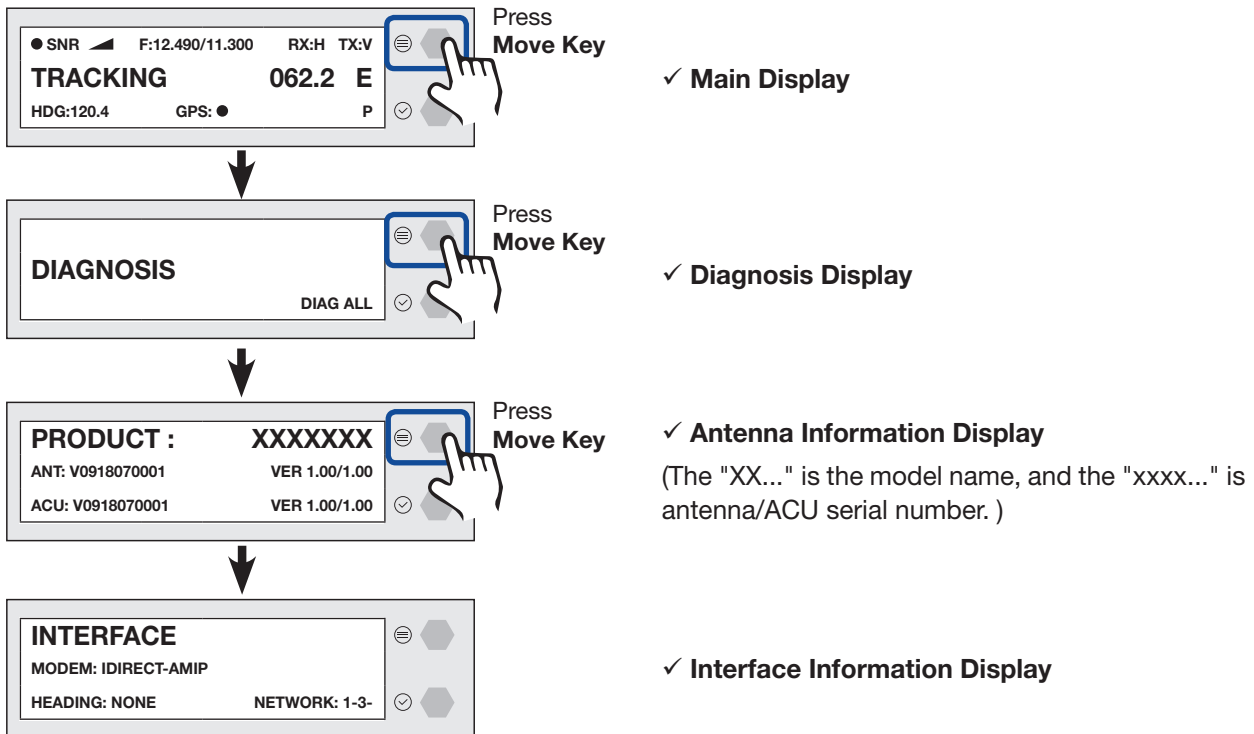 Press
Move Key
SNR F:12.490/11.300 RX:H TX:V
TRACKING 062.2 E
HDG:120.4 GPS: P
✓ Main Display
Press
Move Key
DIAGNOSIS
DIAG ALL
✓ Diagnosis Display
Press
Move Key
PRODUCT : XXXXXXX
ANT: V0918070001 VER 1.00/1.00
ACU: V0918070001 VER 1.00/1.00
✓ Antenna Information Display
(The "XX..." is the model name, and the "xxxx..." is
antenna/ACU serial number. )
INTERFACE
MODEM: IDIRECT-AMIP
HEADING: NONE NETWORK: 1-3-
✓ Interface Information Display